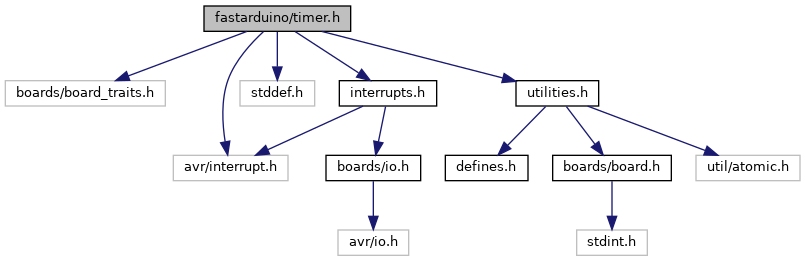 fastarduino/timer.h
boards/board_traits.h
stddef.h
interrupts.h
utilities.h
avr/interrupt.h
boards/io.h
defines.h
boards/board.h
util/atomic.h
avr/io.h
stdint.h